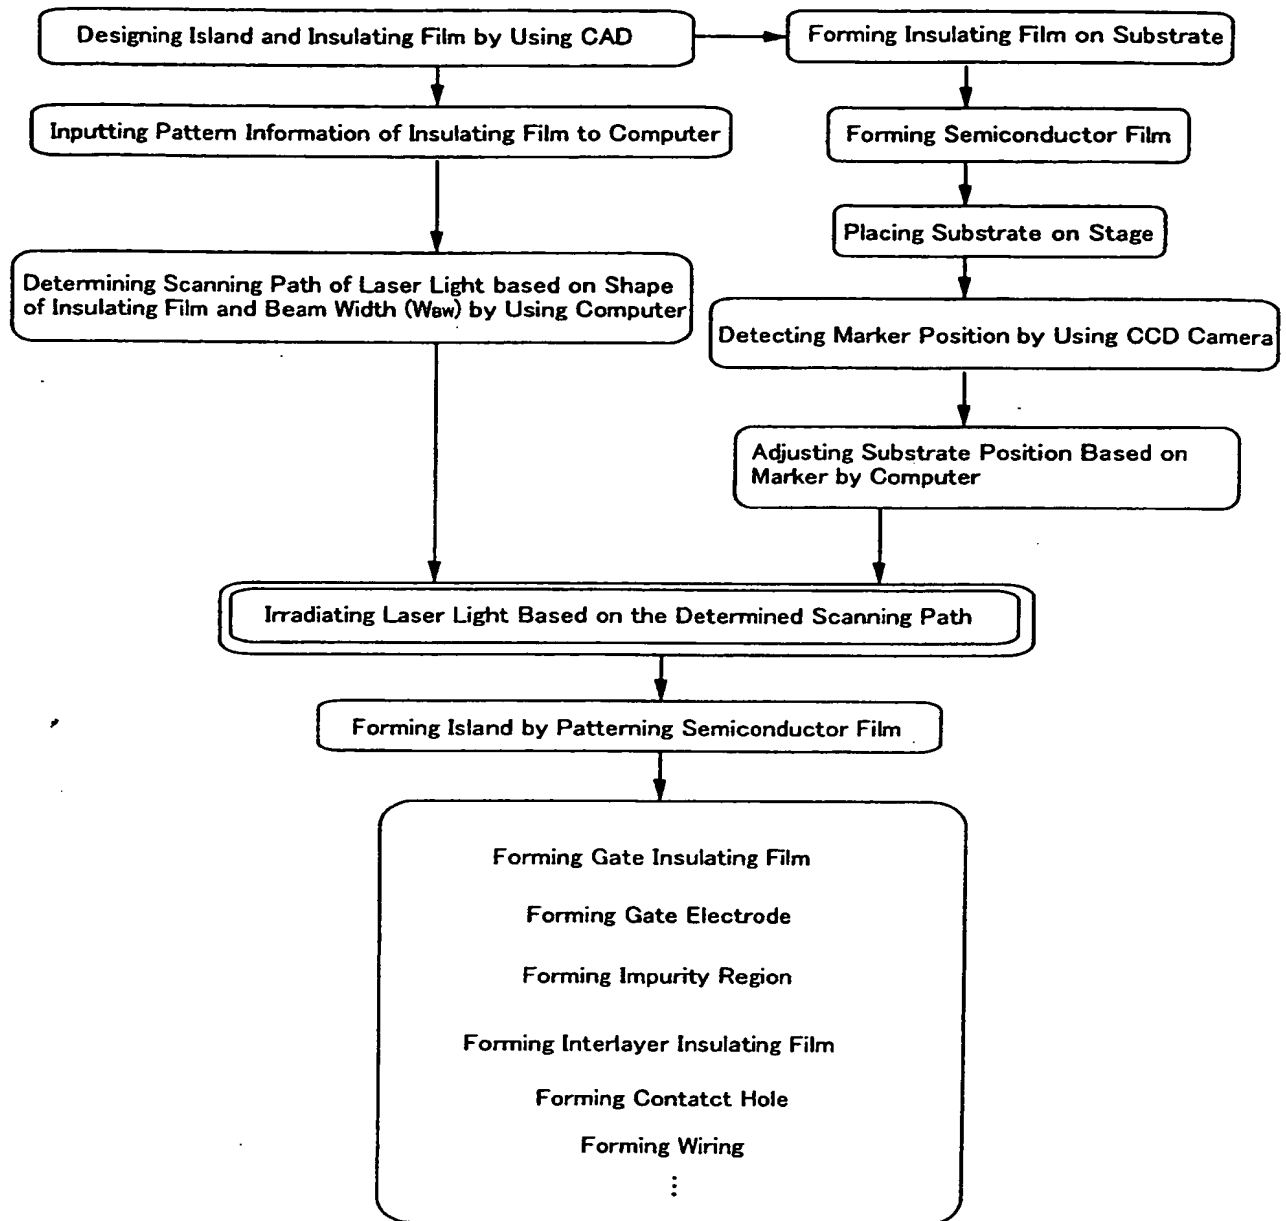 Designing Island and Insulating Film by Using CAD
Forming Insulating Film on Substrate
Inputting Pattern Information of Insulating Film to Computer
Forming Semiconductor Film
Placing Substrate on Stage
Determining Scanning Path of Laser Light based on Shape
of Insulating Film and Beam Width (WBW) by Using Computer
Detecting Marker Position by Using CCD Camera
Adjusting Substrate Position Based on
Marker by Computer
Irradiating Laser Light Based on the Determined Scanning Path
Forming Island by Patterning Semiconductor Film
Forming Gate Insulating Film
Forming Gate Electrode
Forming Impurity Region
Forming Interlayer Insulating Film
Forming Contatct Hole
Forming Wiring
⋮